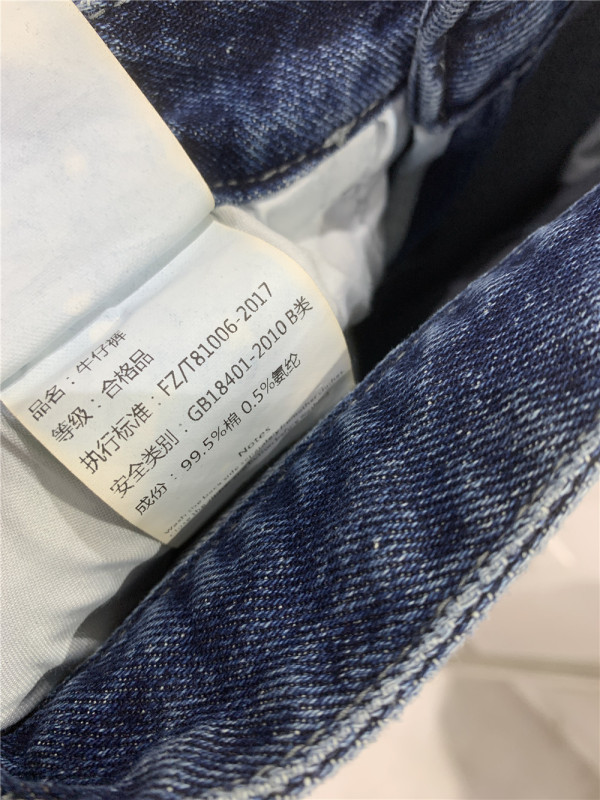 品名：牛仔裤
等级：合格品
执行标准：FZ/T81006-2017
安全类别：GB18401-2010 B类
成份：99.5%棉 0.5%氨纶
Notes